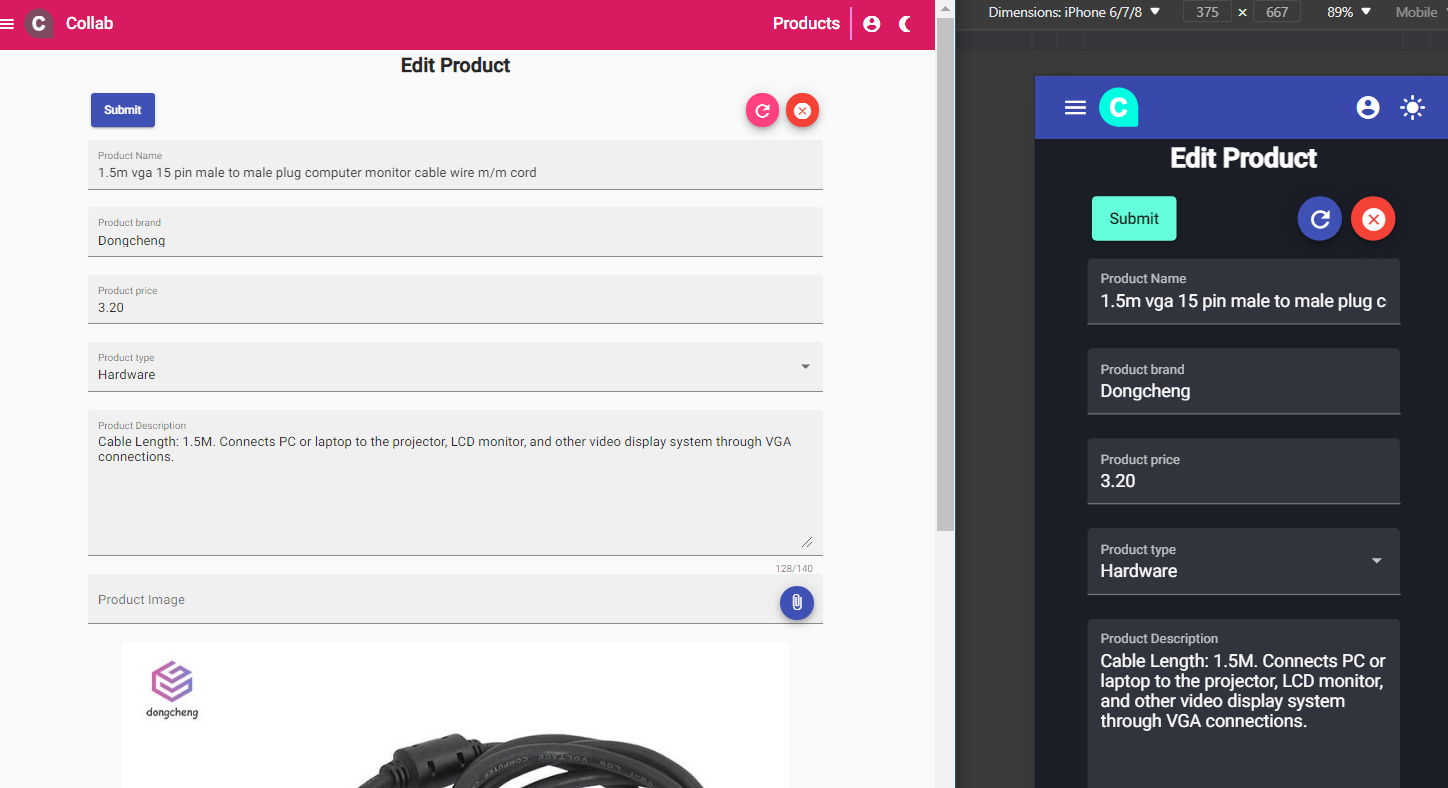 C Collab
Products
Edit Product
Submit
Product Name
1.5m vga 15 pin male to male plug computer monitor cable wire m/m cord
Product brand
Dongcheng
Product price
3.20
Product type
Hardware
Product Description
Cable Length: 1.5M. Connects PC or laptop to the projector, LCD monitor, and other video display system through VGA
connections.
128/140
Product Image
dongcheng
Dimensions: iPhone 6/7/8 375 × 667 89% Mobile
C
Edit Product
Submit
Product Name
1.5m vga 15 pin male to male plug c
Product brand
Dongcheng
Product price
3.20
Product type
Hardware
Product Description
Cable Length: 1.5M. Connects PC or
laptop to the projector, LCD monitor,
and other video display system
through VGA connections.